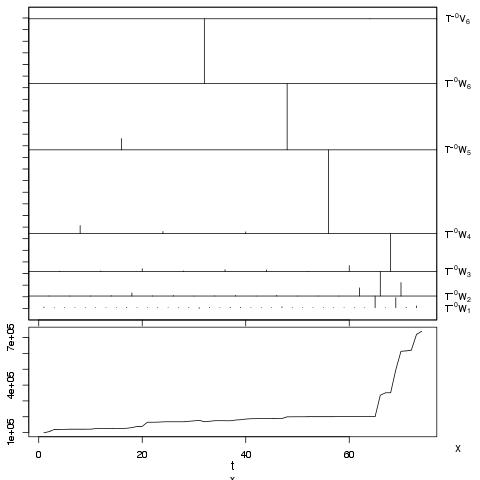 T⁻⁰V₆
T⁻⁰W₆
T⁻⁰W₅
T⁻⁰W₄
T⁻⁰W₃
T⁻⁰W₂
T⁻⁰W₁
7e+05
4e+05
1e+05
0 20 40 60
t
x
x